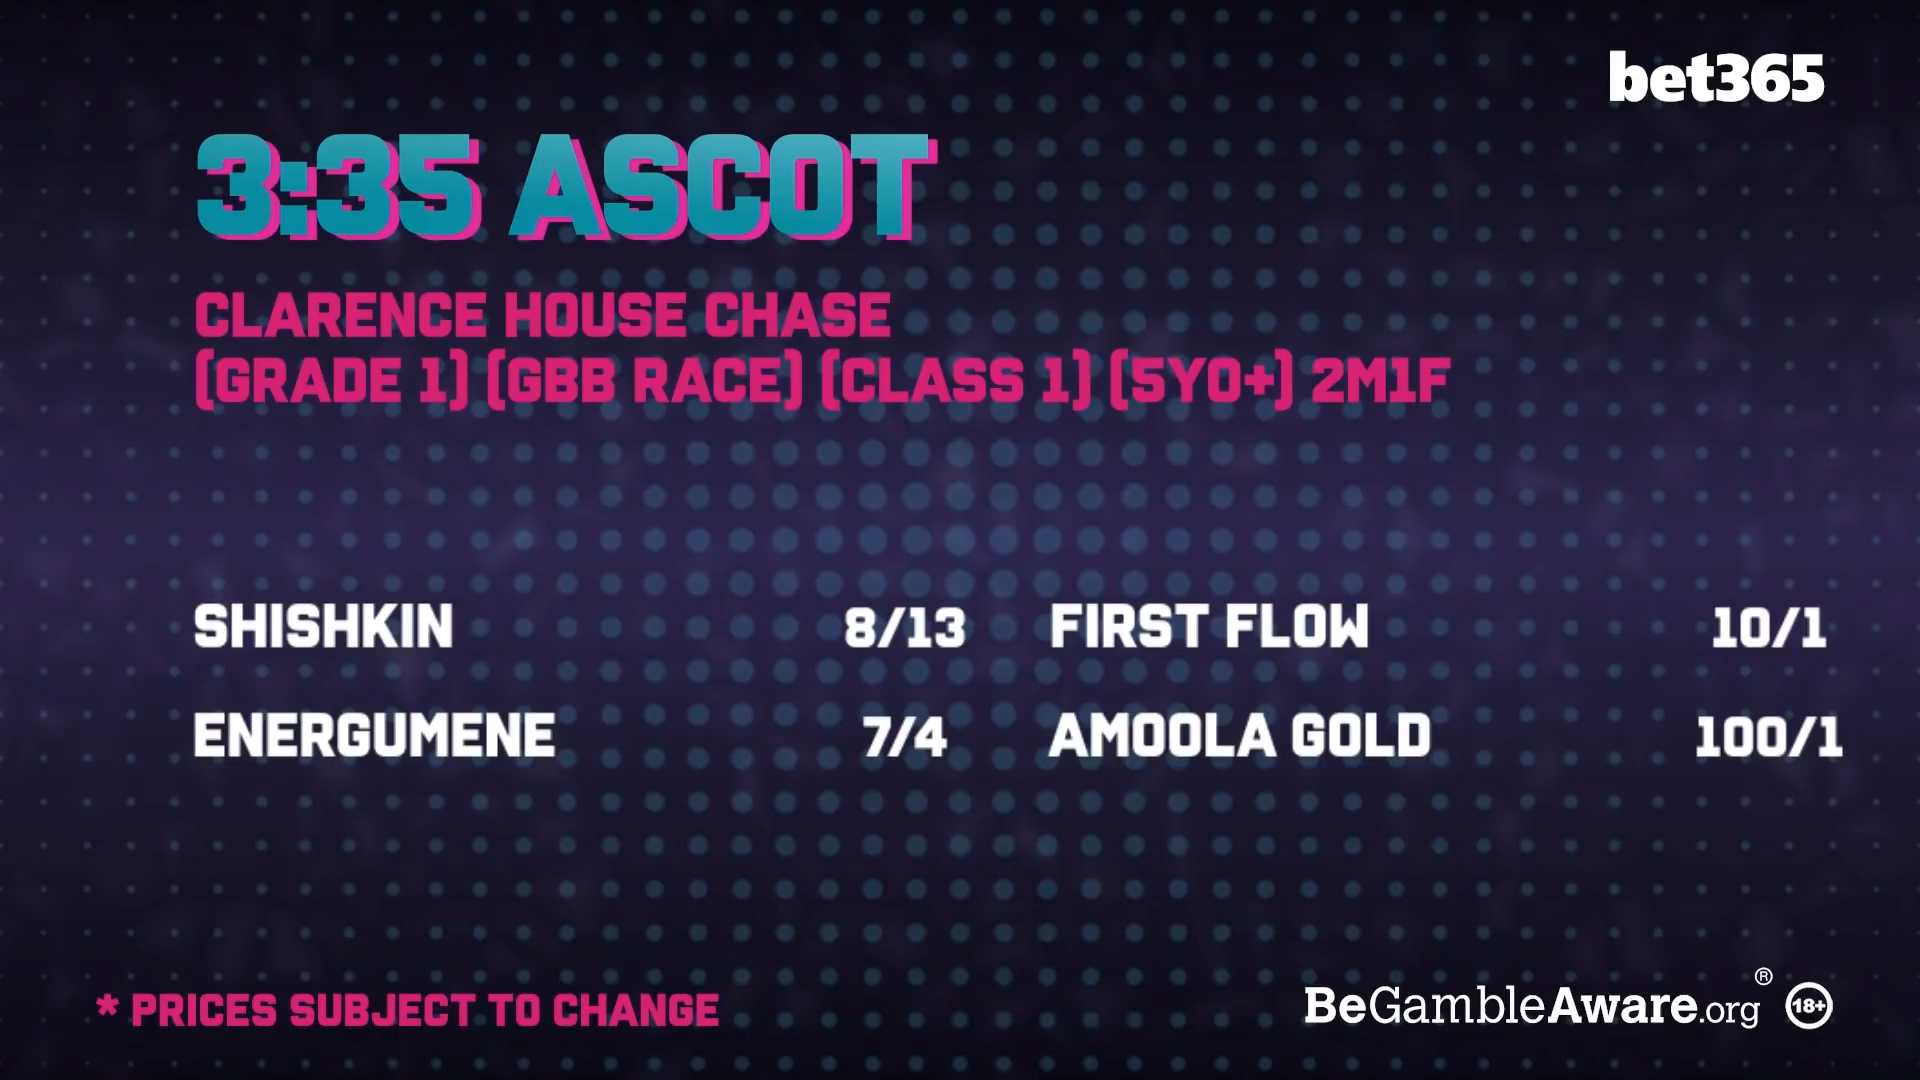 bet365
3:35 ASCOT
CLARENCE HOUSE CHASE
(GRADE 1) (GBB RACE) (CLASS 1) (5YO+) 2M1F
SHISHKIN 8/13 FIRST FLOW 10/1
ENERGUMENE 7/4 AMOOLA GOLD 100/1
* PRICES SUBJECT TO CHANGE
BeGambleAware.org® 18+